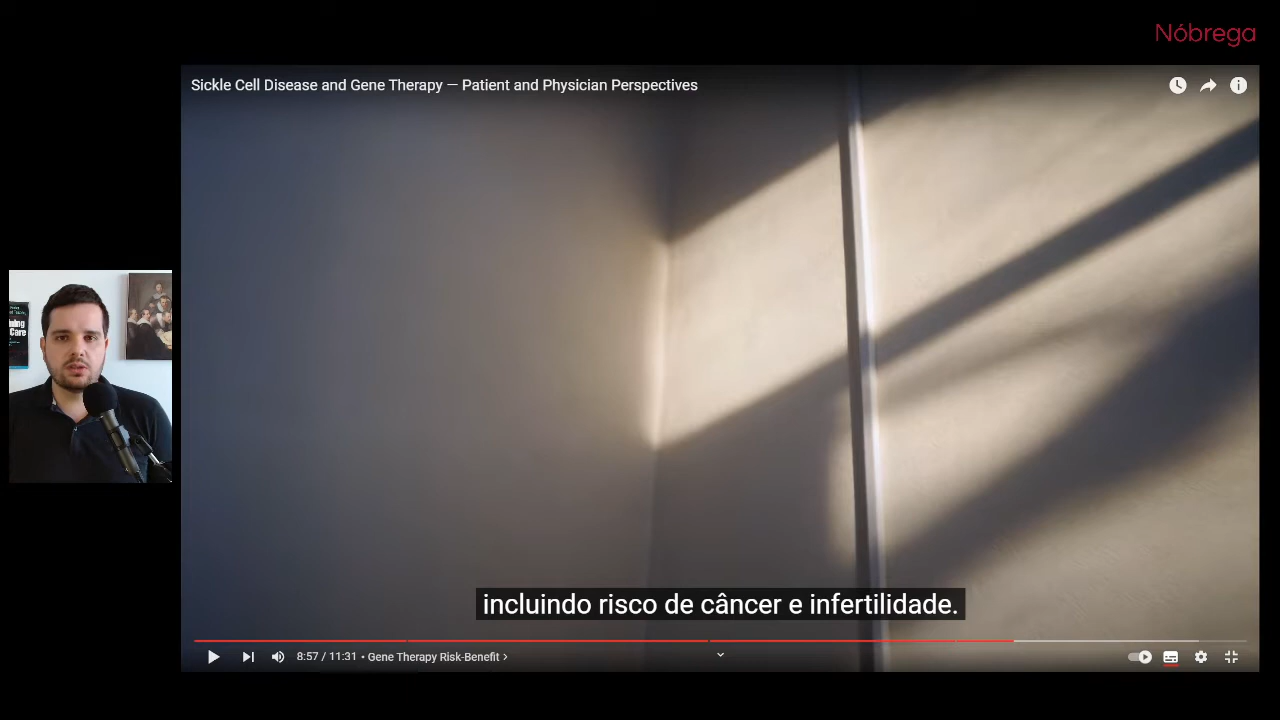 Nóbrega
Sickle Cell Disease and Gene Therapy — Patient and Physician Perspectives
Care
incluindo risco de câncer e infertilidade.
8:57 / 11:31 • Gene Therapy Risk-Benefit